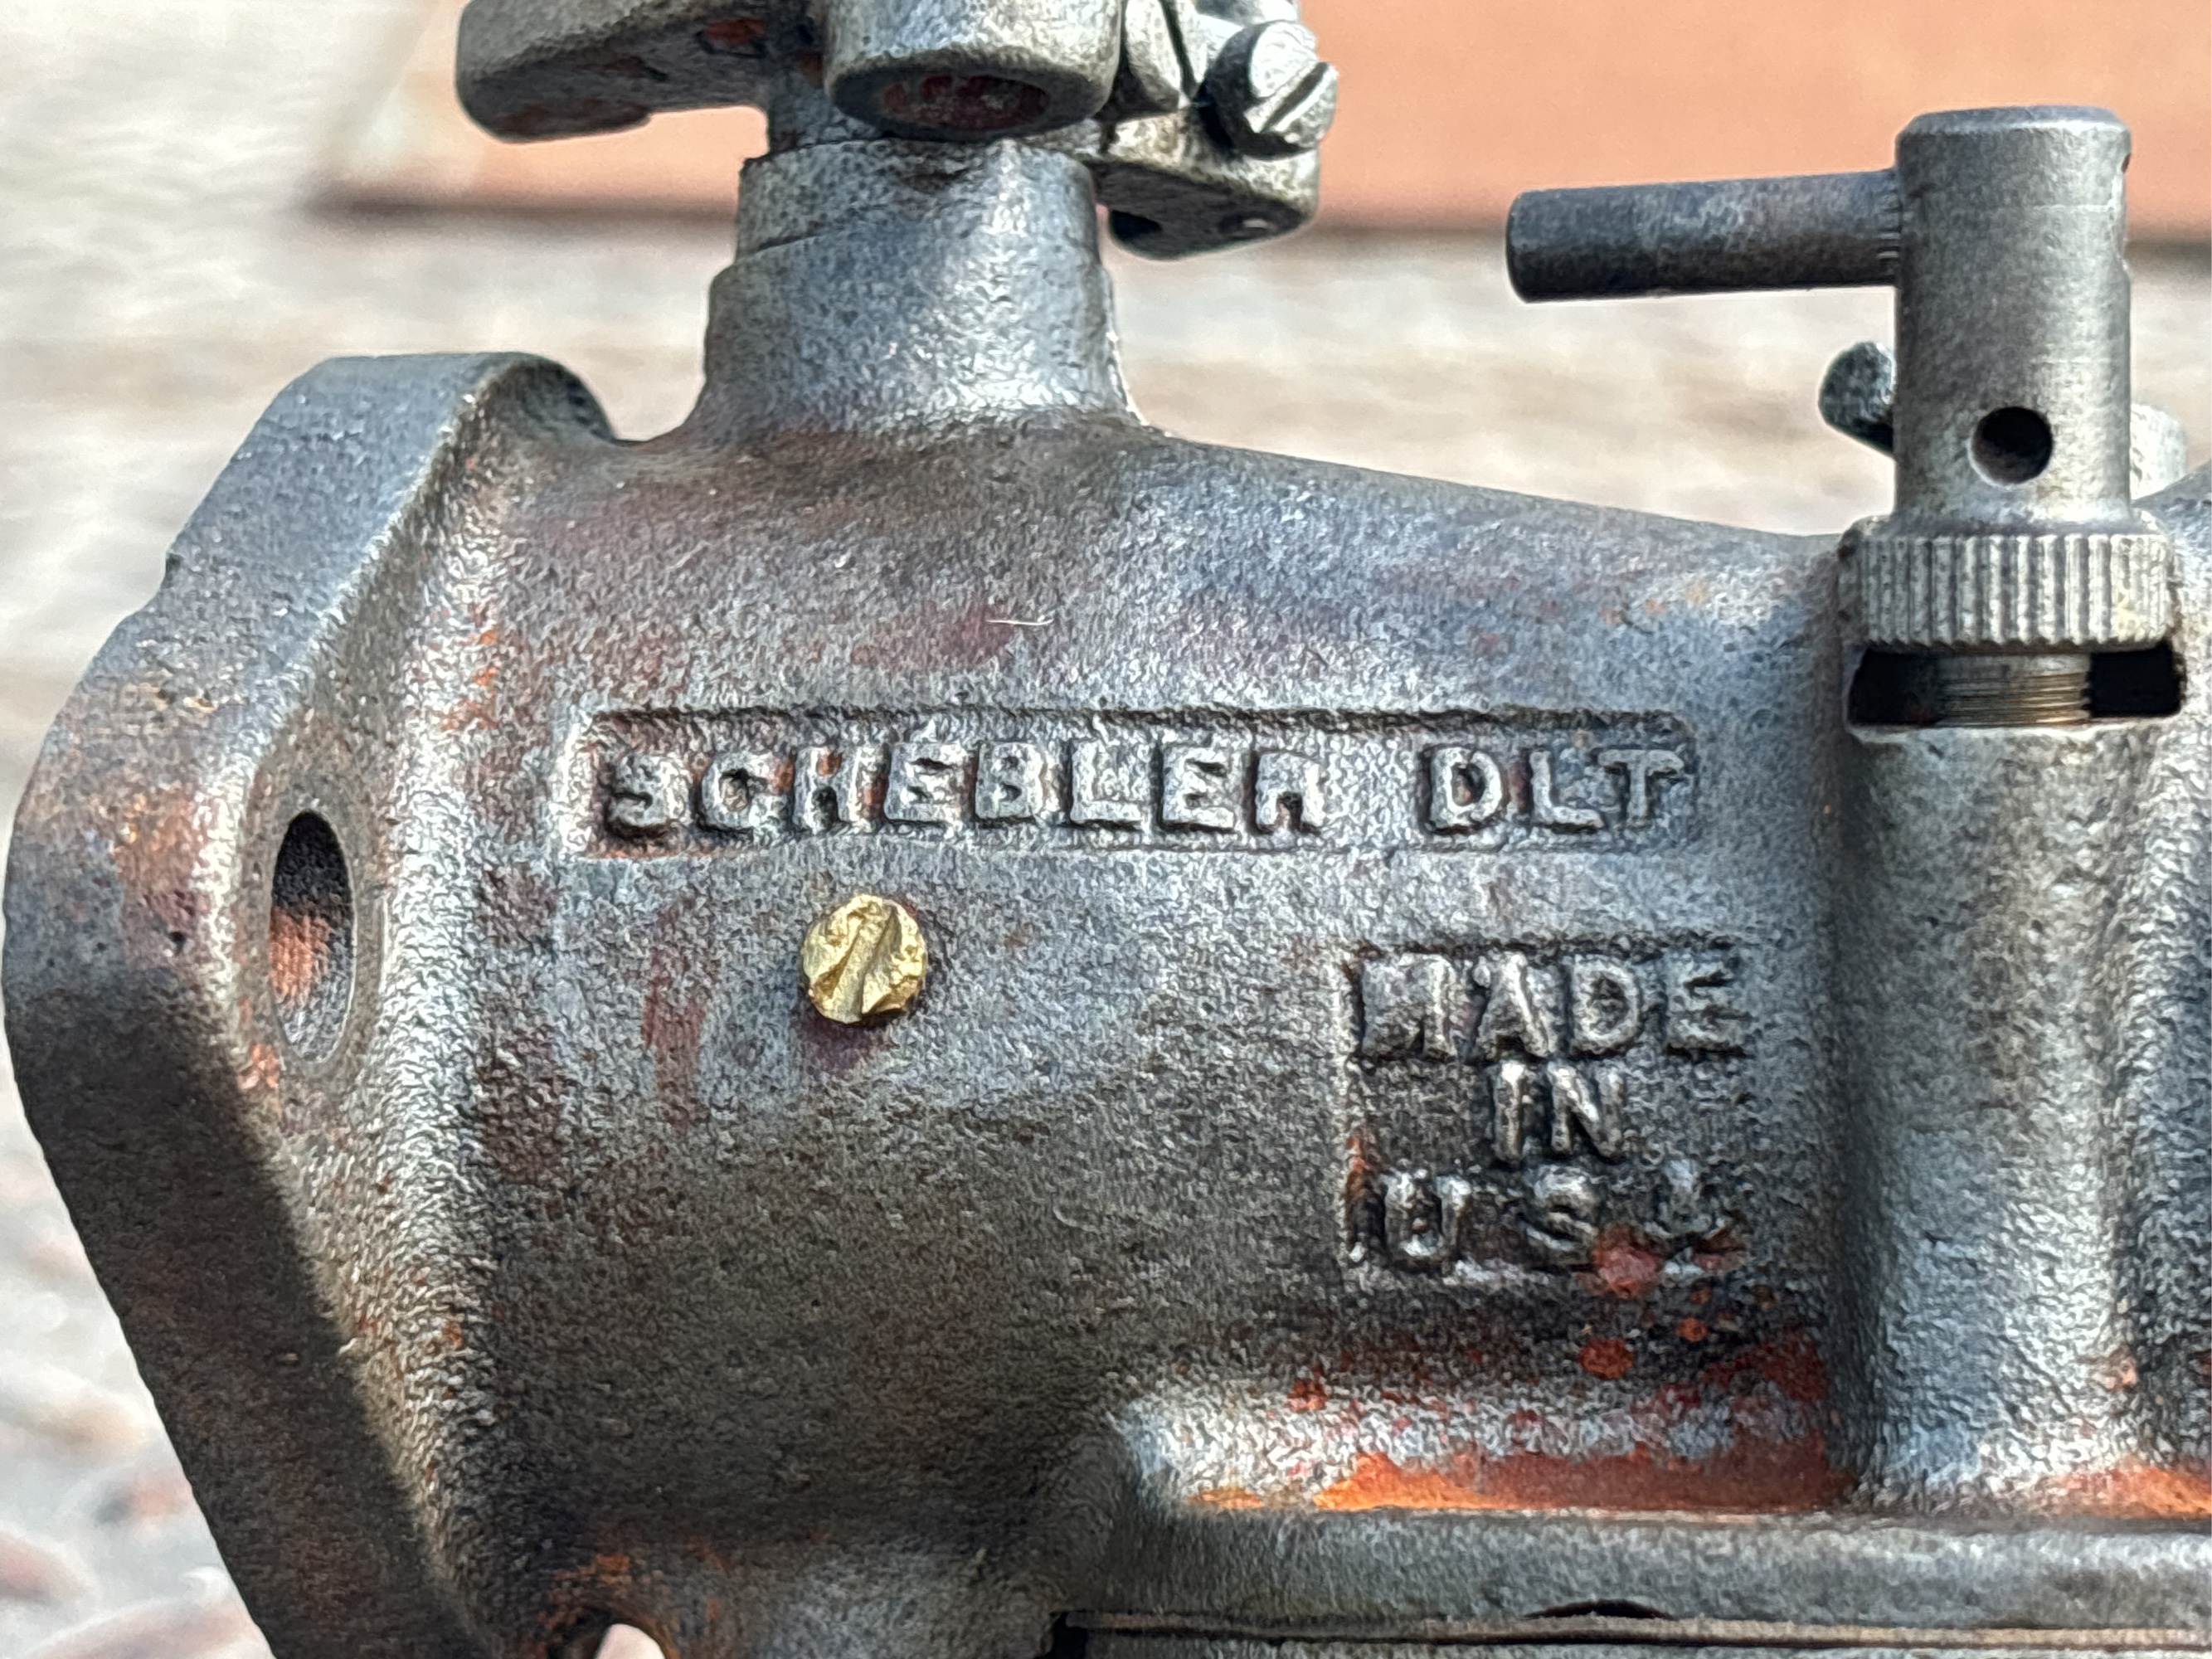 SCHEBLER DLT
MADE
IN
U S A